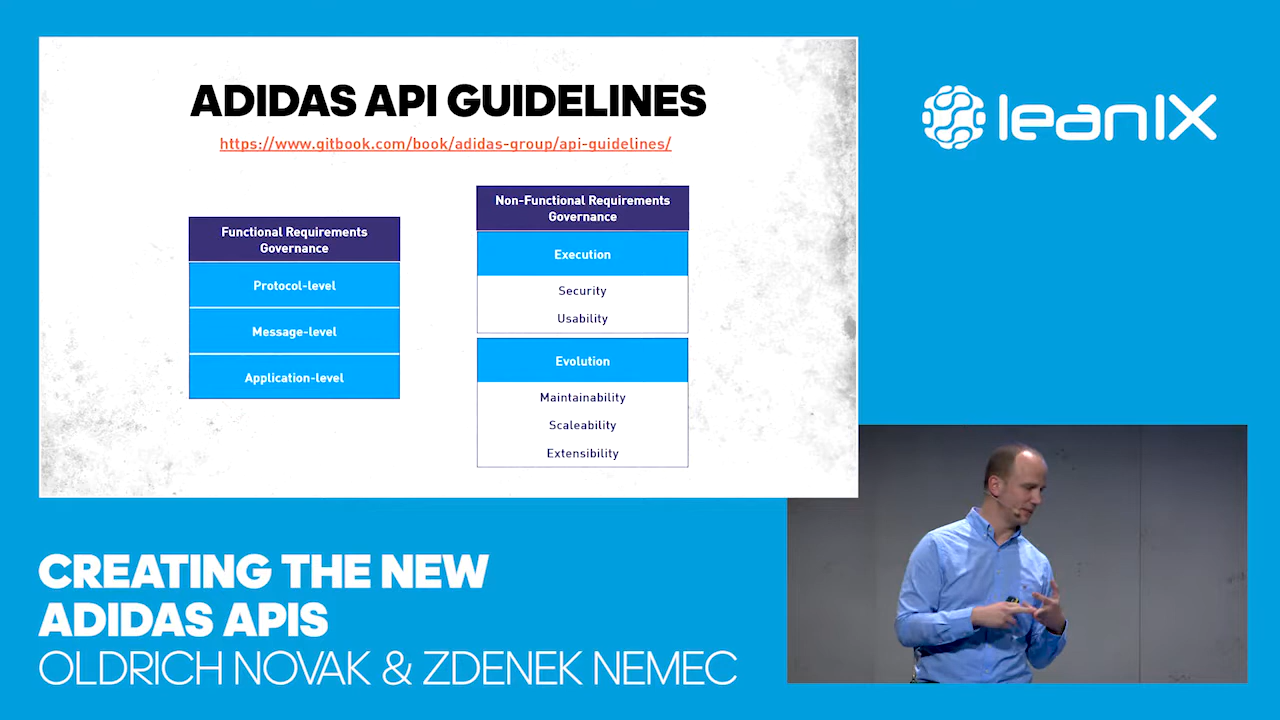 ADIDAS API GUIDELINES
https://www.gitbook.com/book/adidas-group/api-guidelines/
Functional Requirements
Governance
Protocol-level
Message-level
Application-level
Non-Functional Requirements
Governance
Execution
Security
Usability
Evolution
Maintainability
Scaleability
Extensibility
leanIX
CREATING THE NEW
ADIDAS APIS
OLDRICH NOVAK & ZDENEK NEMEC